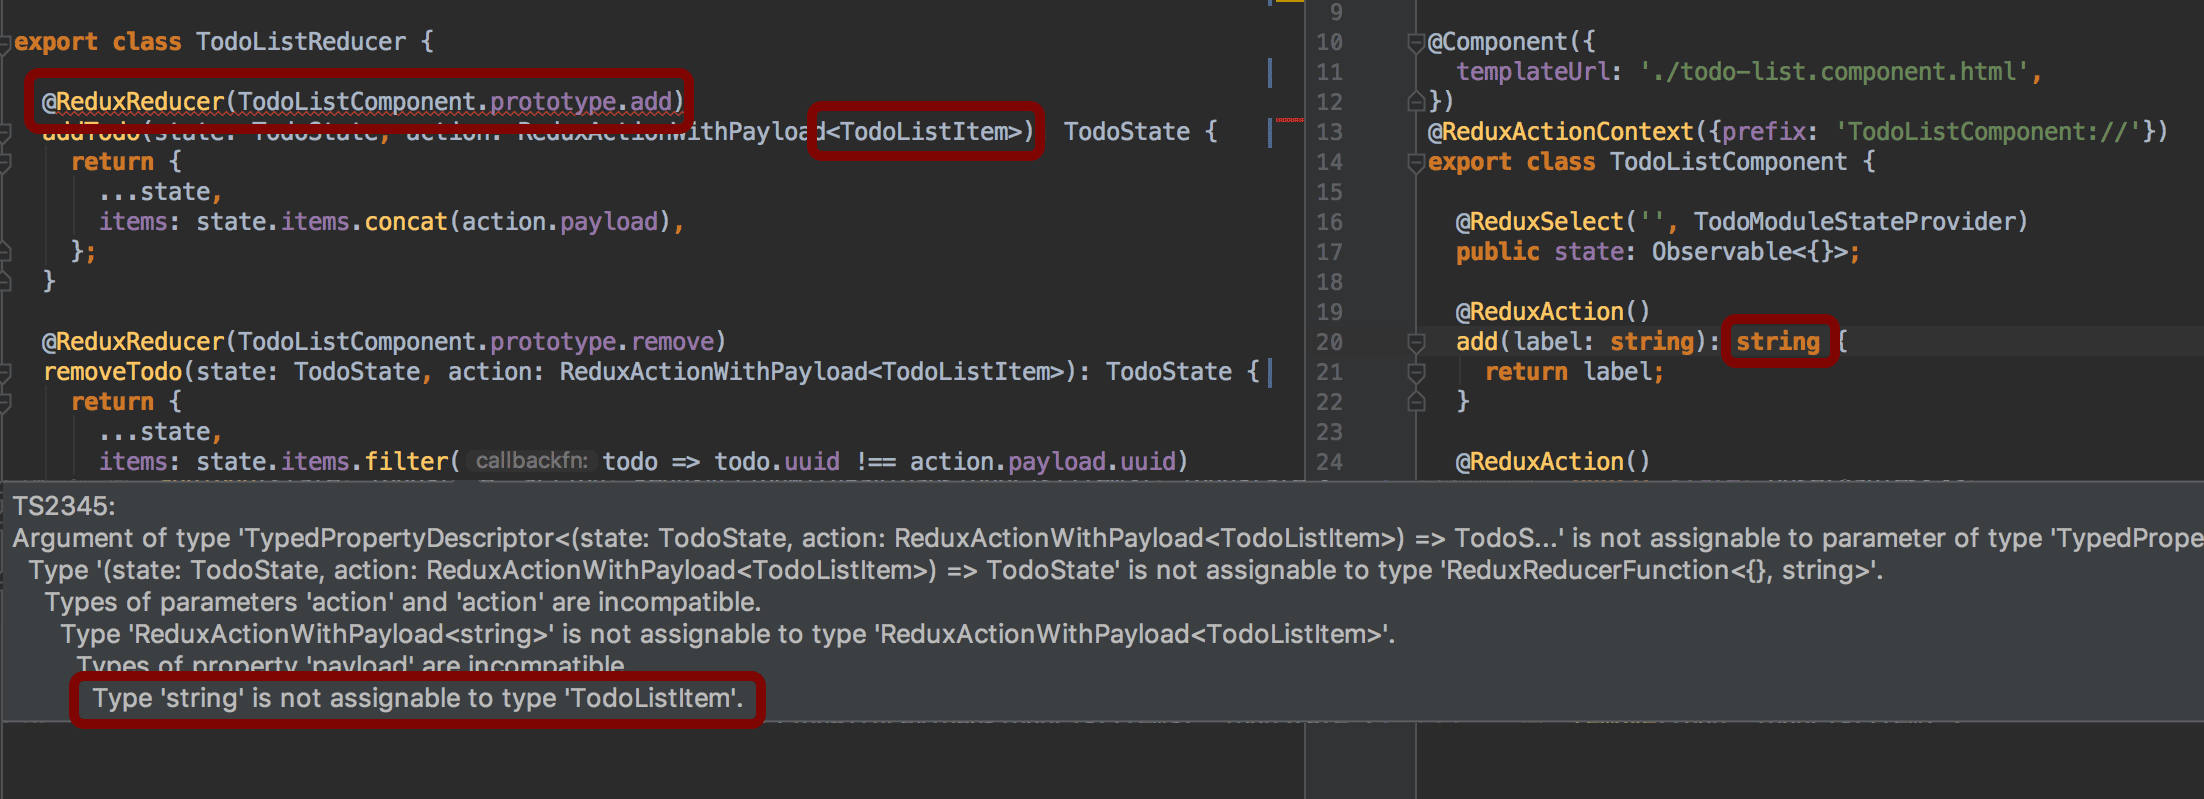 export class TodoListReducer {
@ReduxReducer(TodoListComponent.prototype.add)
addTodo(state: TodoState, action: ReduxActionWithPayload<TodoListItem>) TodoState {
return {
...state,
items: state.items.concat(action.payload),
};
}
@ReduxReducer(TodoListComponent.prototype.remove)
removeTodo(state: TodoState, action: ReduxActionWithPayload<TodoListItem>): TodoState {
return {
...state,
items: state.items.filter( callbackfn: todo => todo.uuid !== action.payload.uuid)
9
10 @Component({
11 templateUrl: './todo-list.component.html',
12 })
13 @ReduxActionContext({prefix: 'TodoListComponent://'})
14 export class TodoListComponent {
15
16 @ReduxSelect('', TodoModuleStateProvider)
17 public state: Observable<{}>;
18
19 @ReduxAction()
20 add(label: string): string {
21 return label;
22 }
23
24 @ReduxAction()
TS2345:
Argument of type 'TypedPropertyDescriptor<(state: TodoState, action: ReduxActionWithPayload<TodoListItem>) => TodoS...' is not assignable to parameter of type 'TypedPrope
Type '(state: TodoState, action: ReduxActionWithPayload<TodoListItem>) => TodoState' is not assignable to type 'ReduxReducerFunction<{}, string>'.
Types of parameters 'action' and 'action' are incompatible.
Type 'ReduxActionWithPayload<string>' is not assignable to type 'ReduxActionWithPayload<TodoListItem>'.
Types of property 'payload' are incompatible
Type 'string' is not assignable to type 'TodoListItem'.